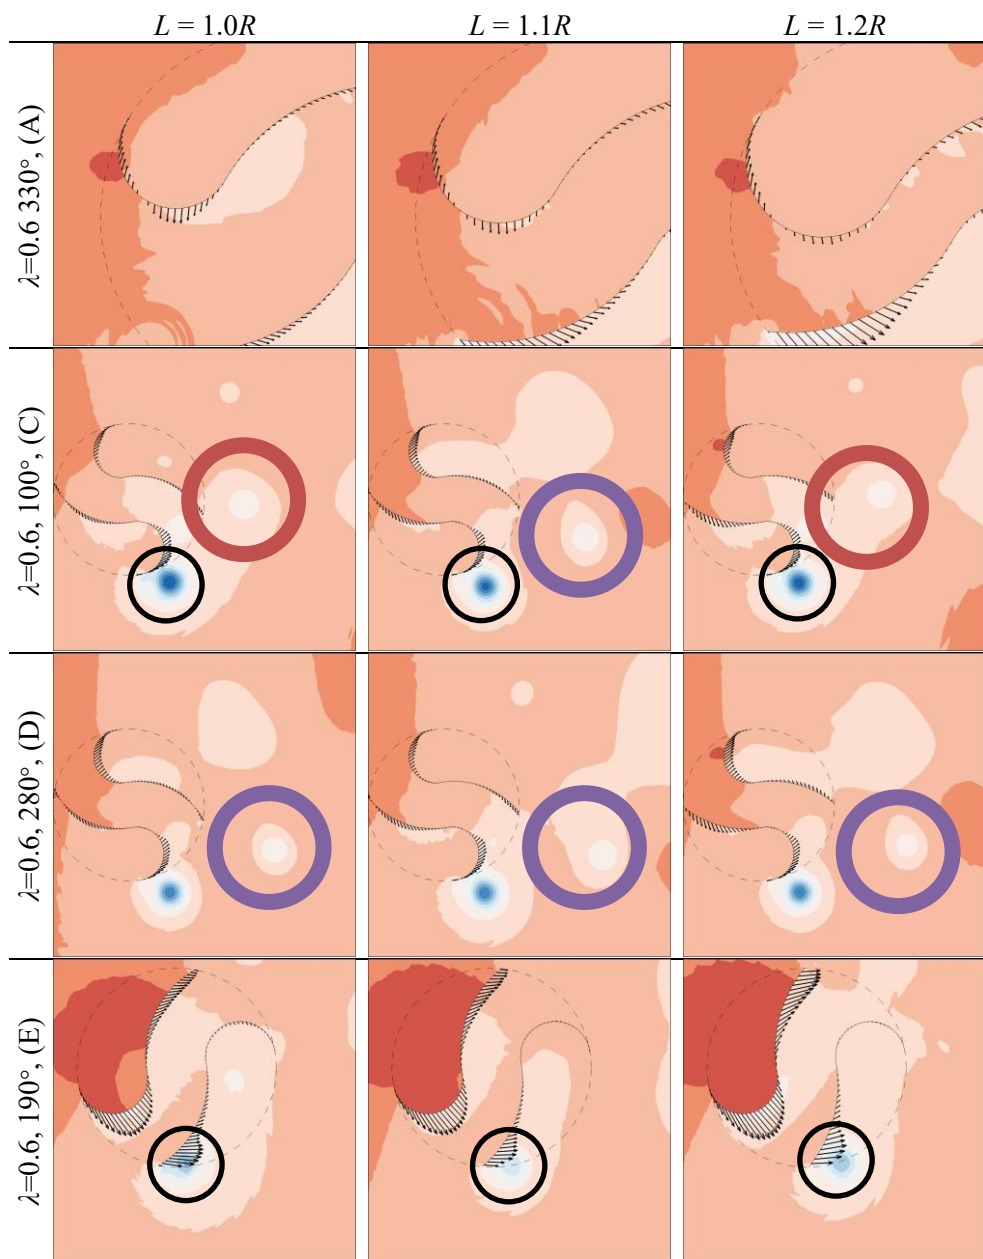 L = 1.0R L = 1.1R L = 1.2R
λ=0.6 330°, (A)
λ=0.6, 100°, (C)
λ=0.6, 280°, (D)
λ=0.6, 190°, (E)